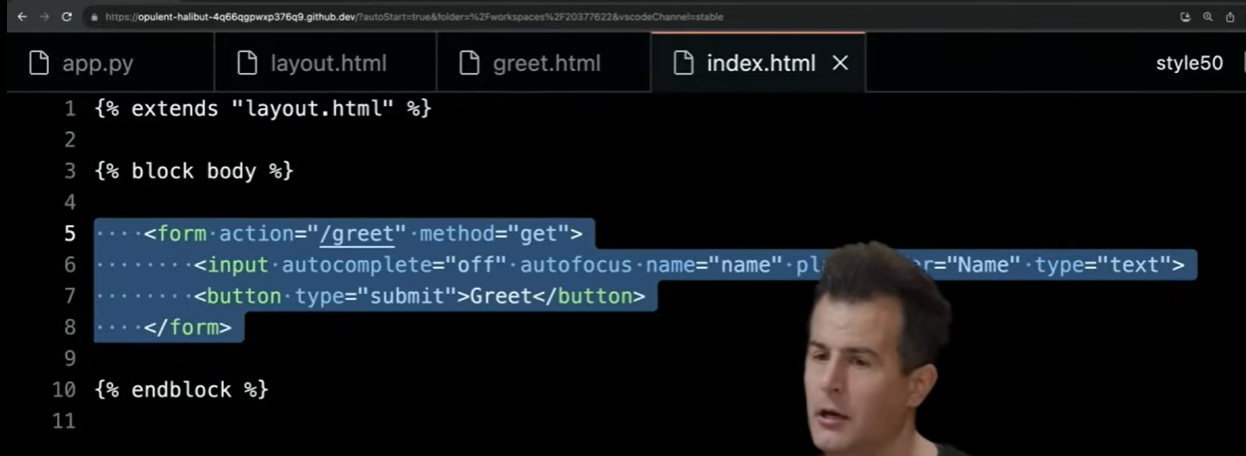 https://opulent-halibut-4q66qgpwxp376q9.github.dev/?autoStart=true&folder=%2Fworkspaces%2F20377622&vscodeChannel=stable
app.py layout.html greet.html index.html style50
1 {% extends "layout.html" %}
2
3 {% block body %}
4
5 <form action="/greet" method="get">
6 <input autocomplete="off" autofocus name="name" ="Name" type="text">
7 <button type="submit">Greet</button>
8 </form>
9
10 {% endblock %}
11